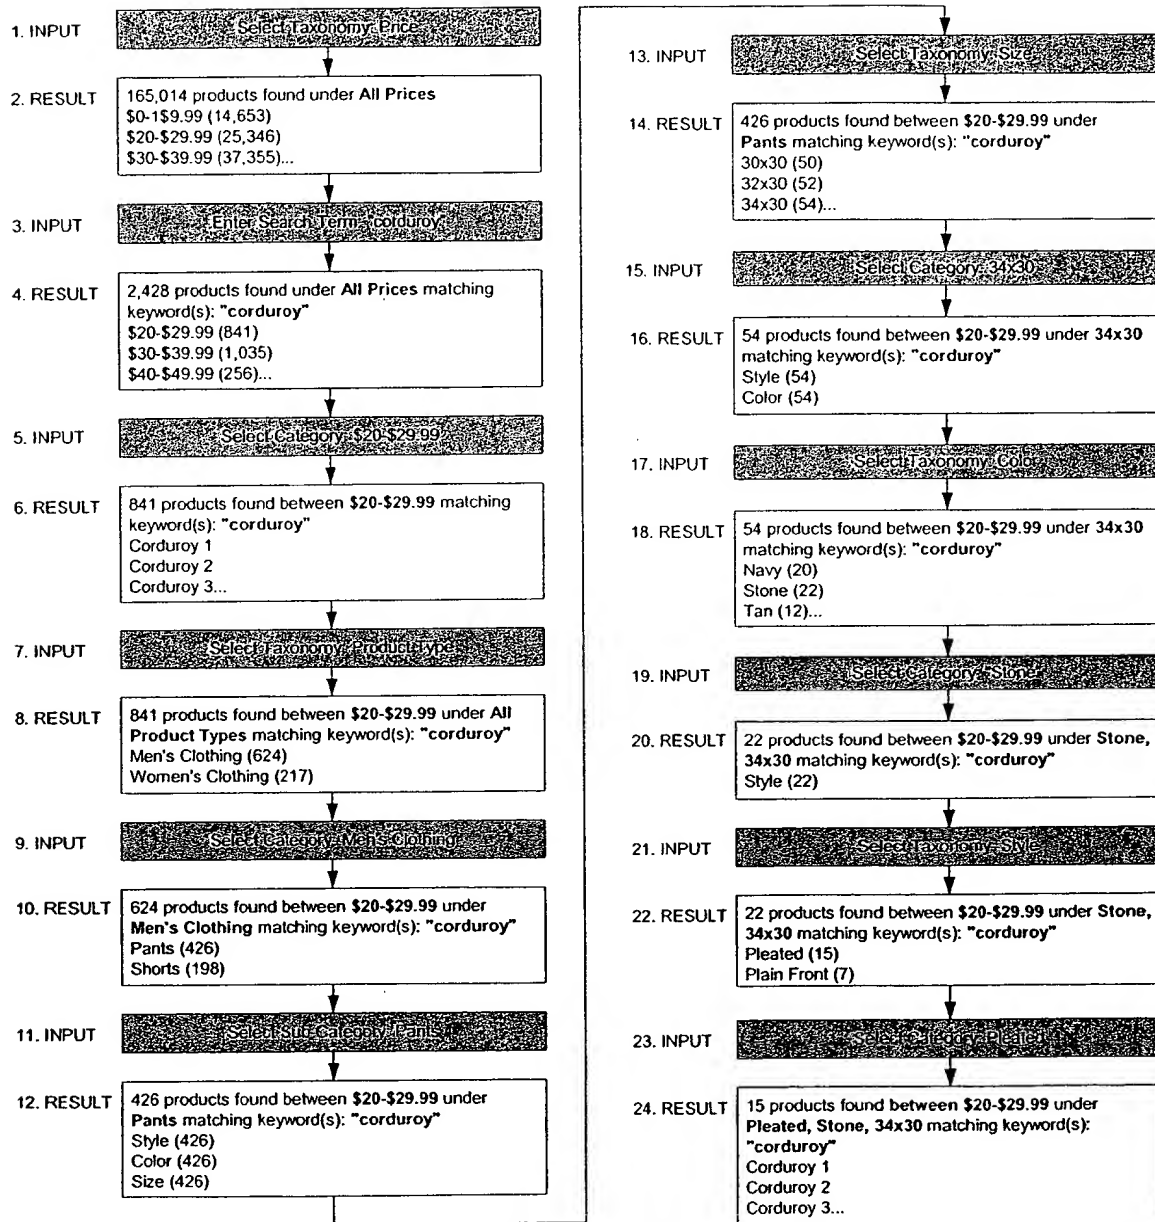 1. INPUT
Select Taxonomy: Price
2. RESULT
165,014 products found under All Prices
$0-1$9.99 (14,653)
$20-$29.99 (25,346)
$30-$39.99 (37,355)...
3. INPUT
Enter Search Term: "corduroy"
4. RESULT
2,428 products found under All Prices matching
keyword(s): "corduroy"
$20-$29.99 (841)
$30-$39.99 (1,035)
$40-$49.99 (256)...
5. INPUT
Select Category: $20-$29.99
6. RESULT
841 products found between $20-$29.99 matching
keyword(s): "corduroy"
Corduroy 1
Corduroy 2
Corduroy 3...
7. INPUT
Select Taxonomy: Product Type
8. RESULT
841 products found between $20-$29.99 under All
Product Types matching keyword(s): "corduroy"
Men's Clothing (624)
Women's Clothing (217)
9. INPUT
Select Category: Men's Clothing
10. RESULT
624 products found between $20-$29.99 under
Men's Clothing matching keyword(s): "corduroy"
Pants (426)
Shorts (198)
11. INPUT
Select Sub Category: Pants
12. RESULT
426 products found between $20-$29.99 under
Pants matching keyword(s): "corduroy"
Style (426)
Color (426)
Size (426)
13. INPUT
Select Taxonomy: Size
14. RESULT
426 products found between $20-$29.99 under
Pants matching keyword(s): "corduroy"
30x30 (50)
32x30 (52)
34x30 (54)...
15. INPUT
Select Category: 34x30
16. RESULT
54 products found between $20-$29.99 under 34x30
matching keyword(s): "corduroy"
Style (54)
Color (54)
17. INPUT
Select Taxonomy: Color
18. RESULT
54 products found between $20-$29.99 under 34x30
matching keyword(s): "corduroy"
Navy (20)
Stone (22)
Tan (12)...
19. INPUT
Select Category: Stone
20. RESULT
22 products found between $20-$29.99 under Stone,
34x30 matching keyword(s): "corduroy"
Style (22)
21. INPUT
Select Taxonomy: Style
22. RESULT
22 products found between $20-$29.99 under Stone,
34x30 matching keyword(s): "corduroy"
Pleated (15)
Plain Front (7)
23. INPUT
Select Category: Pleated
24. RESULT
15 products found between $20-$29.99 under
Pleated, Stone, 34x30 matching keyword(s):
"corduroy"
Corduroy 1
Corduroy 2
Corduroy 3...